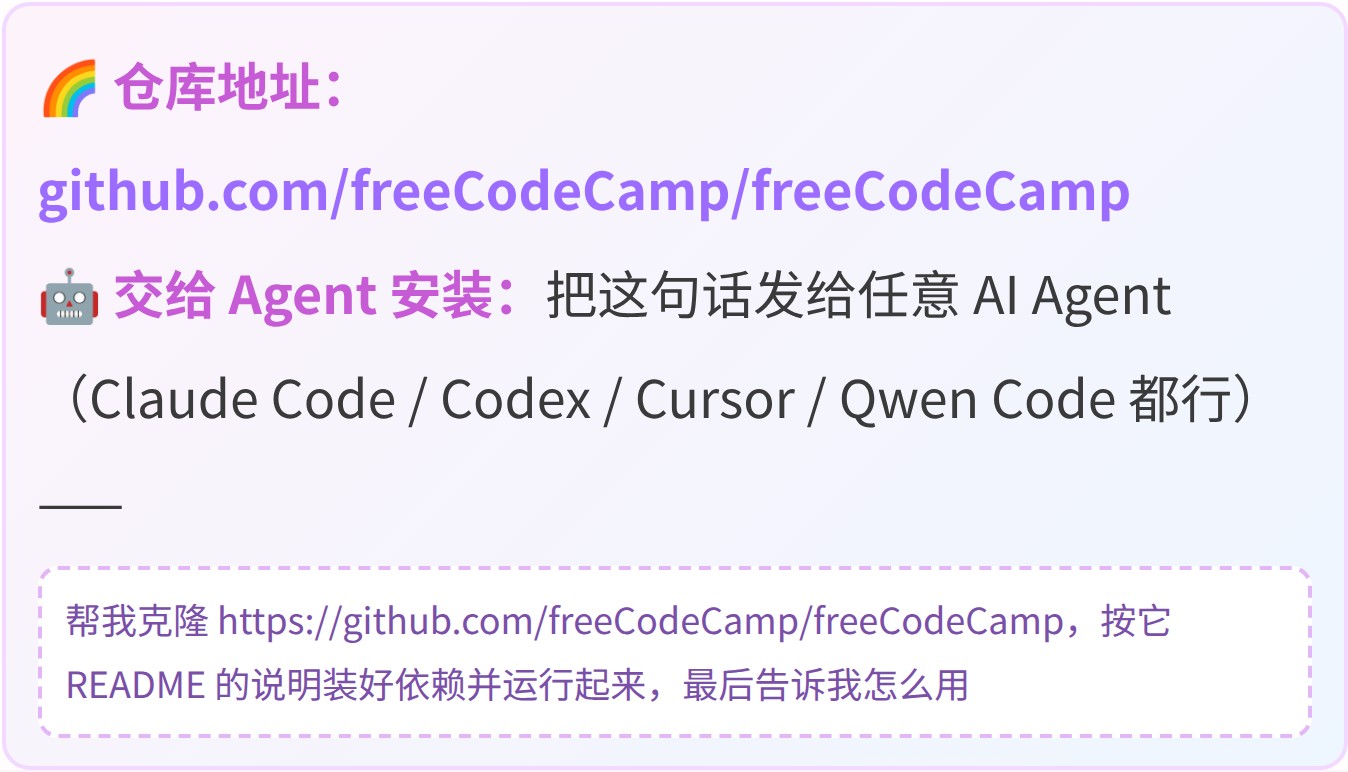 🌈 仓库地址：
github.com/freeCodeCamp/freeCodeCamp
🤖 交给 Agent 安装：把这句话发给任意 AI Agent
（Claude Code / Codex / Cursor / Qwen Code 都行）
——
帮我克隆 https://github.com/freeCodeCamp/freeCodeCamp，按它
README 的说明装好依赖并运行起来，最后告诉我怎么用